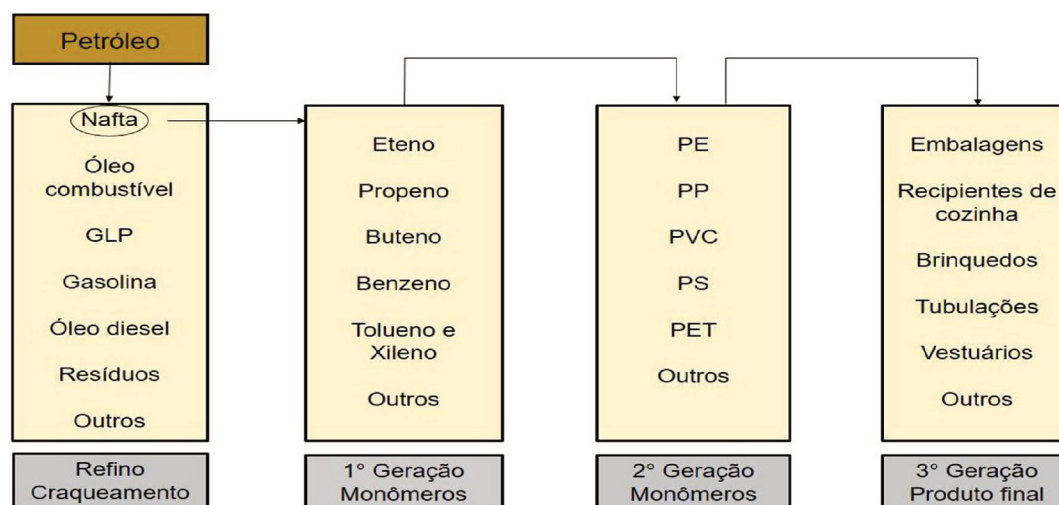 Petróleo
Nafta
Óleo
combustível
GLP
Gasolina
Óleo diesel
Resíduos
Outros
Refino
Craqueamento
Eteno
Propeno
Buteno
Benzeno
Tolueno e
Xileno
Outros
1° Geração
Monômeros
PE
PP
PVC
PS
PET
Outros
2° Geração
Monômeros
Embalagens
Recipientes de
cozinha
Brinquedos
Tubulações
Vestuários
Outros
3° Geração
Produto final